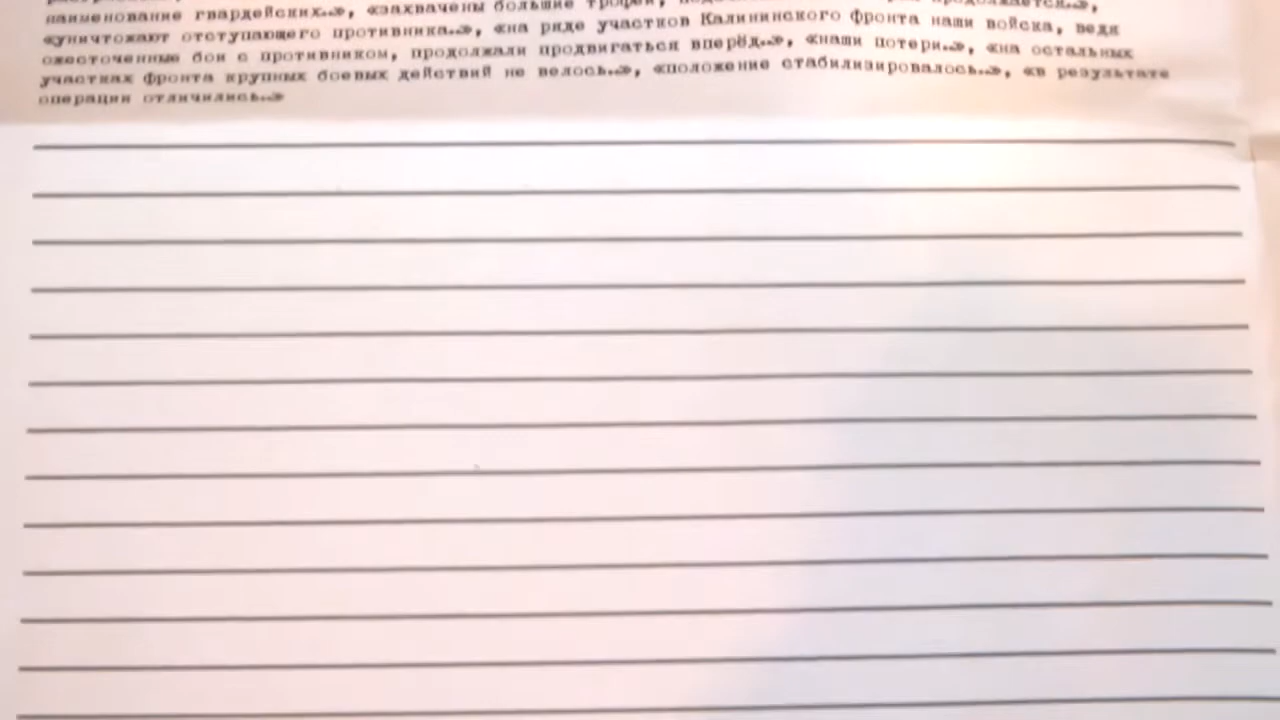 наименование гвардейских…», «захвачены большие трофеи,
«уничтожают отступающего противника…», «на ряде участков Калининского фронта наши войска, ведя
ожесточенные бои с противником, продолжали продвигаться вперёд…», «наши потери…», «на остальных
участках фронта крупных боевых действий не велось…», «положение стабилизировалось…», «в результате
операции отличились…»